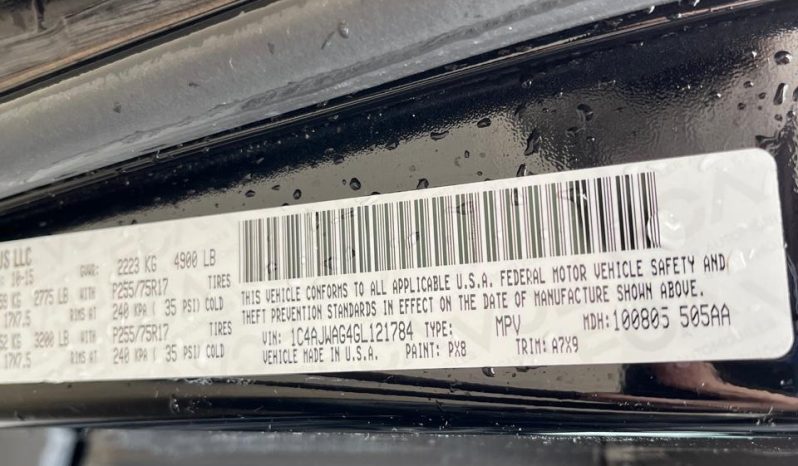 US LLC
10-15 GVWR: 2223 KG 4900 LB
KG 2775 LB WITH P255/75R17 TIRES
17X7.5 RIMS AT 240 KPA ( 35 PSI) COLD
KG 3200 LB WITH P255/75R17 TIRES
17X7.5 RIMS AT 240 KPA ( 35 PSI) COLD
THIS VEHICLE CONFORMS TO ALL APPLICABLE U.S.A. FEDERAL MOTOR VEHICLE SAFETY AND
THEFT PREVENTION STANDARDS IN EFFECT ON THE DATE OF MANUFACTURE SHOWN ABOVE.
VIN: 1C4AJWAG4GL121784 TYPE: MPV MDH:100805 505AA
VEHICLE MADE IN U.S.A. PAINT: PX8 TRIM: A7X9